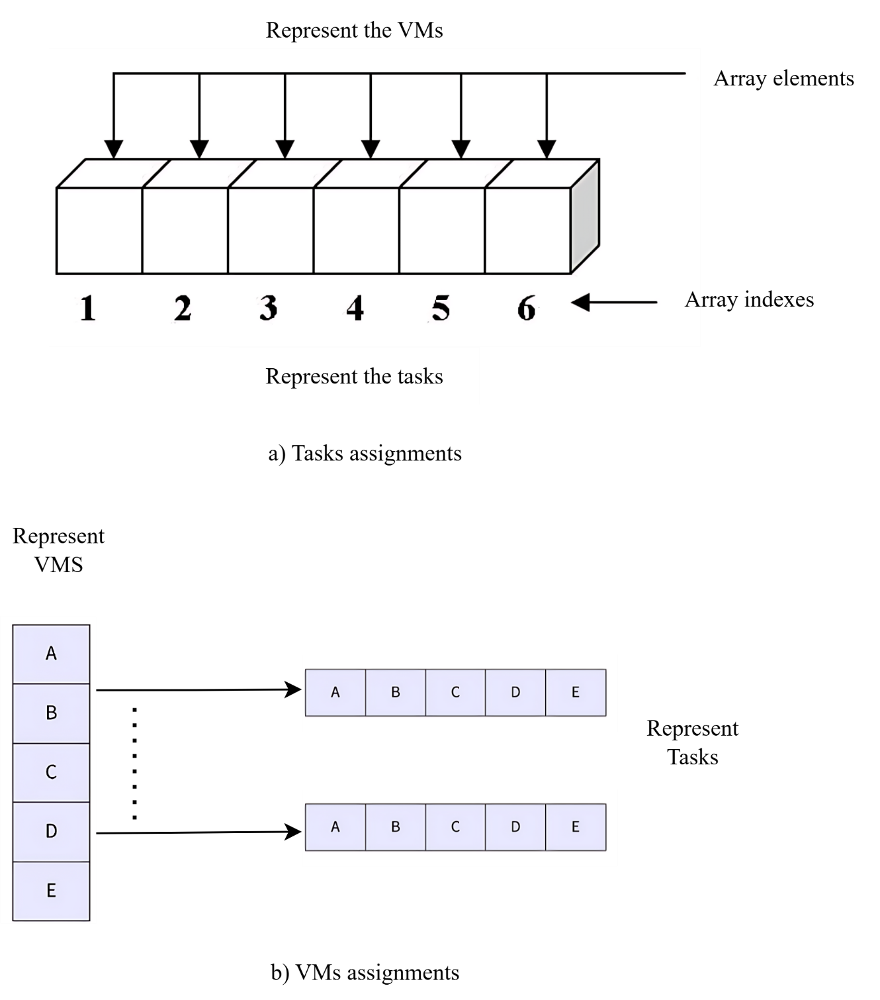 Represent the VMs
Array elements
1 2 3 4 5 6
Array indexes
Represent the tasks
a) Tasks assignments
Represent
VMS
A
B
C
D
E
A B C D E
Represent
Tasks
A B C D E
b) VMs assignments